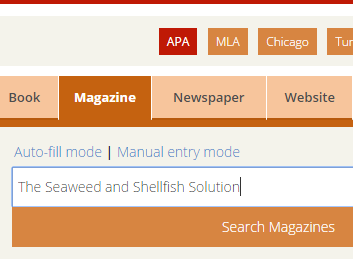 APA MLA Chicago Tur
Book Magazine Newspaper Website
Auto-fill mode | Manual entry mode
The Seaweed and Shellfish Solution
Search Magazines